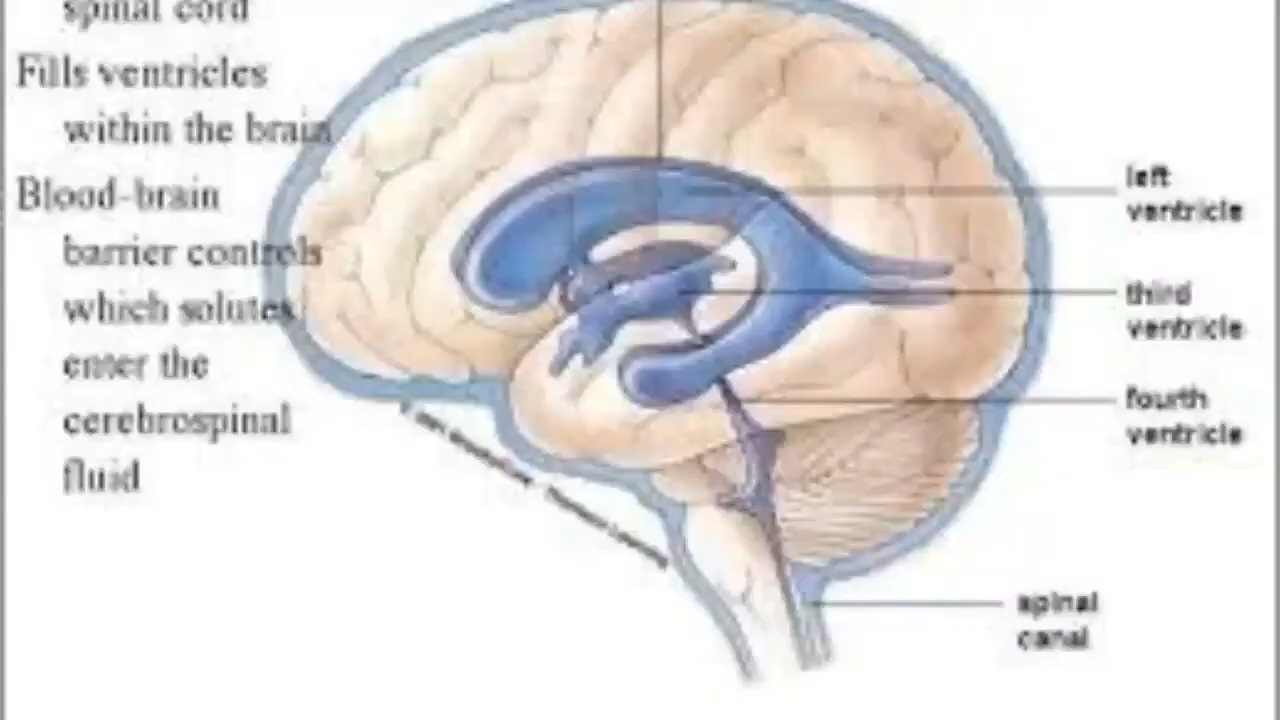 spinal cord
Fills ventricles
within the brain
Blood-brain
barrier controls
which solutes
enter the
cerebrospinal
fluid
left
ventricle
third
ventricle
fourth
ventricle
spinal
canal